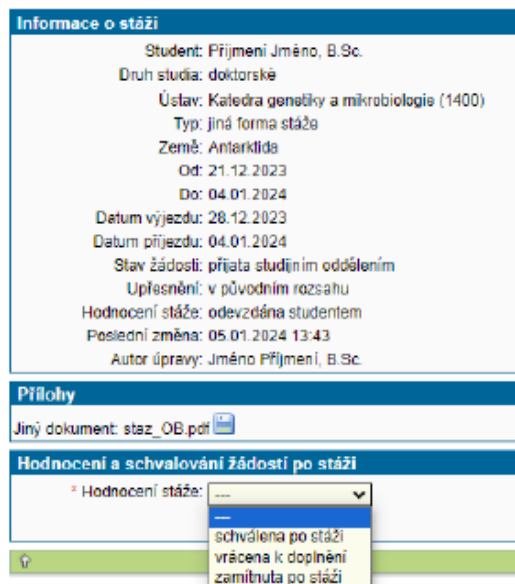 Informace o stáži
Student: Příjmení Jméno, B.Sc.
Druh studia: doktorské
Ústav: Katedra genetiky a mikrobiologie (1400)
Typ: jiná forma stáže
Země: Antarktida
Od: 21.12.2023
Do: 04.01.2024
Datum výjezdu: 28.12.2023
Datum příjezdu: 04.01.2024
Stav žádosti: přijata studijním oddělením
Upřesnění: v původním rozsahu
Hodnocení stáže: odevzdána studentem
Poslední změna: 05.01.2024 13:43
Autor úpravy: Jméno Příjmení, B.Sc.
Přílohy
Jiný dokument: staz_OB.pdf
Hodnocení a schvalování žádostí po stáži
* Hodnocení stáže: ---
---
schválena po stáži
vrácena k doplnění
zamítnuta po stáži